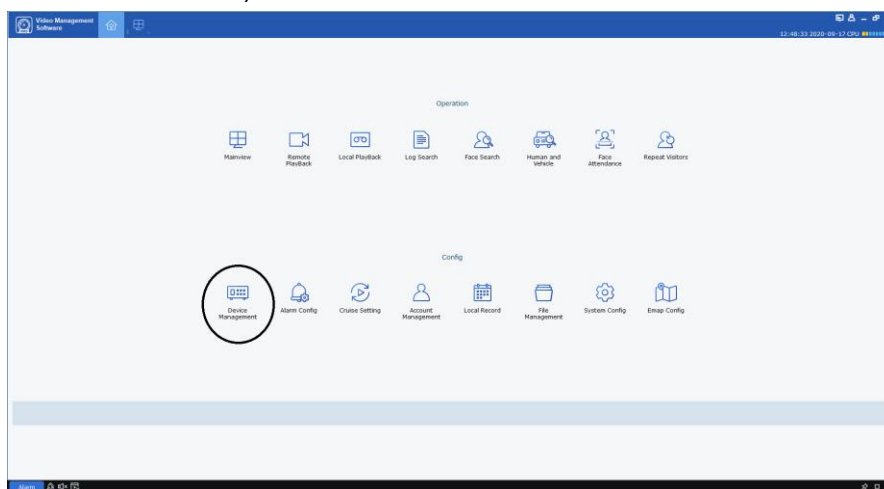 Video Management
Software
12:48:33 2020-09-17 CPU
Operation
Mainview
Remote
PlayBack
Local PlayBack
Log Search
Face Search
Human and
Vehicle
Face
Attendance
Repeat Visitors
Config
Device
Management
Alarm Config
Cruise Setting
Account
Management
Local Record
File
Management
System Config
Emap Config
Alarm